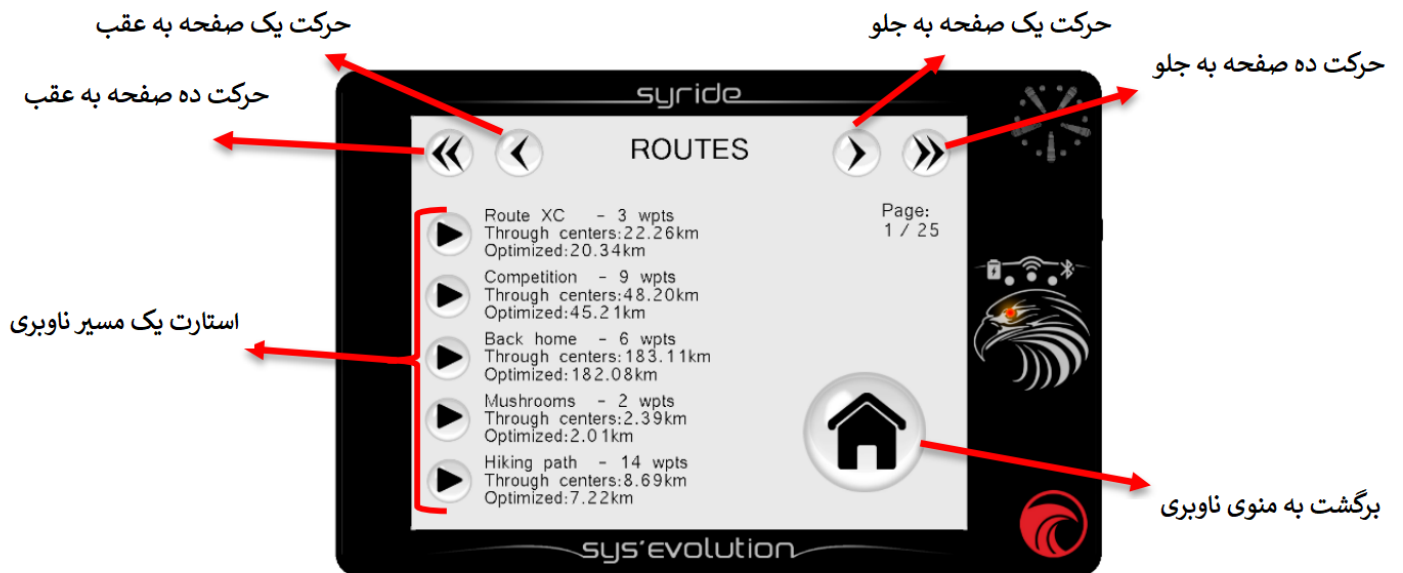 حرکت یک صفحه به عقب
حرکت یک صفحه به جلو
حرکت ده صفحه به جلو
حرکت ده صفحه به عقب
syride
ROUTES
Page:
1 / 25
Route XC - 3 wpts
Through centers:22.26km
Optimized:20.34km
Competition - 9 wpts
Through centers:48.20km
Optimized:45.21km
استارت یک مسیر ناوبری
Back home - 6 wpts
Through centers:183.11km
Optimized:182.08km
Mushrooms - 2 wpts
Through centers:2.39km
Optimized:2.01km
Hiking path - 14 wpts
Through centers:8.69km
Optimized:7.22km
برگشت به منوی ناوبری
sys'evolution